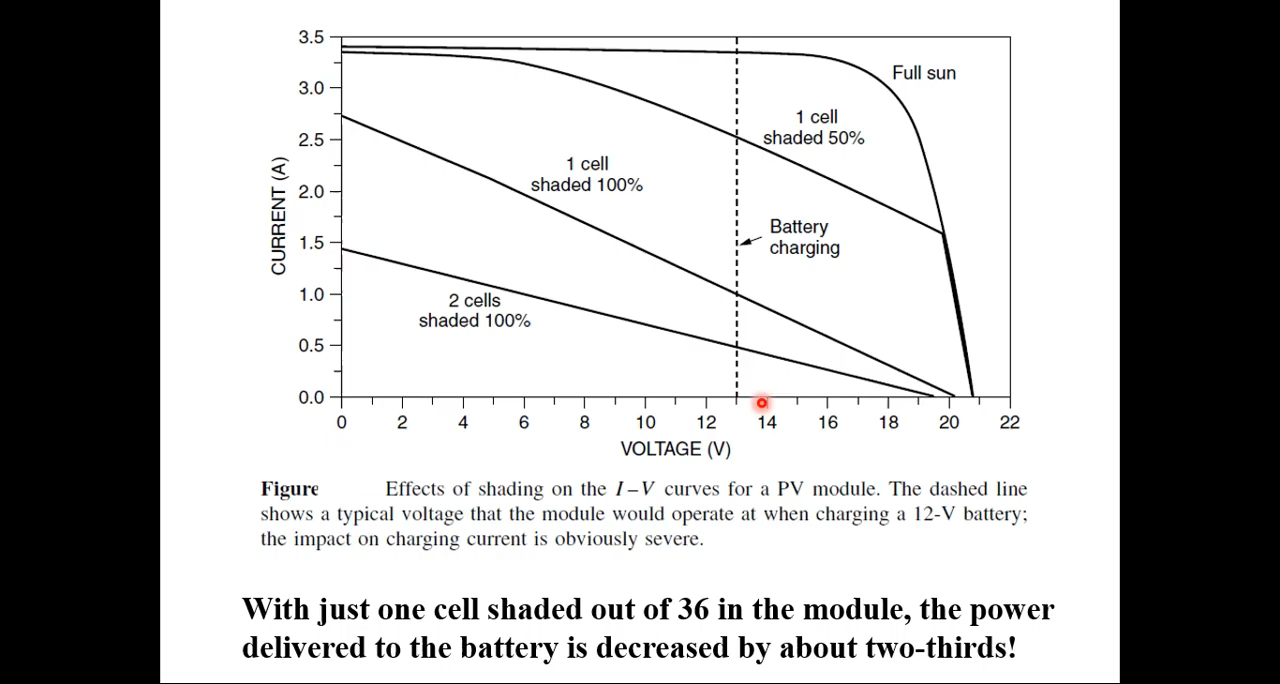 3.5
3.0
2.5
2.0
1.5
1.0
0.5
0.0
CURRENT (A)
Full sun
1 cell
shaded 50%
1 cell
shaded 100%
Battery
charging
2 cells
shaded 100%
0 2 4 6 8 10 12 14 16 18 20 22
VOLTAGE (V)
Figure Effects of shading on the I–V curves for a PV module. The dashed line
shows a typical voltage that the module would operate at when charging a 12-V battery;
the impact on charging current is obviously severe.
With just one cell shaded out of 36 in the module, the power
delivered to the battery is decreased by about two-thirds!